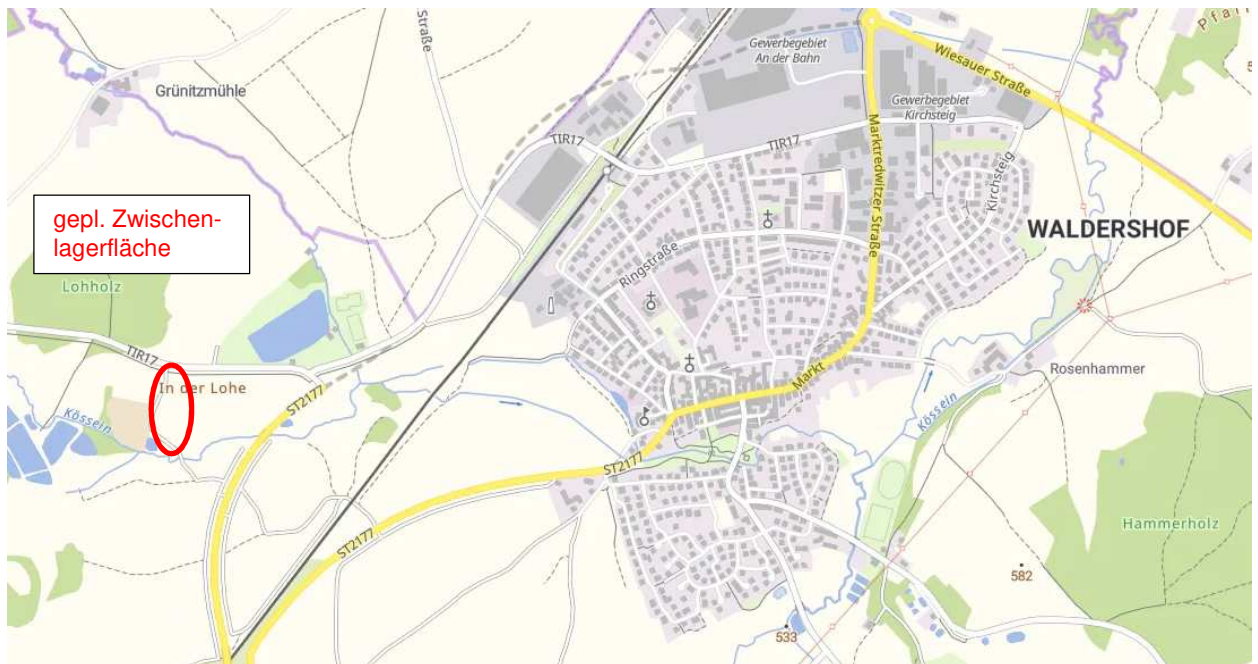 Straße
Pfar
Gewerbegebiet
An der Bahn
Wiesauer Straße
Grünitzmühle
Gewerbegebiet
Kirchsteig
TIR17
TIR17
Marktredwitzer Straße
Kirchsteig
gepl. Zwischen-
lagerfläche
WALDERSHOF
Ringstraße
Lohholz
TIR17
Rosenhammer
Markt
In der Lohe
ST2177
Kössein
Kössein
ST2177
ST2177
Hammerholz
582
533